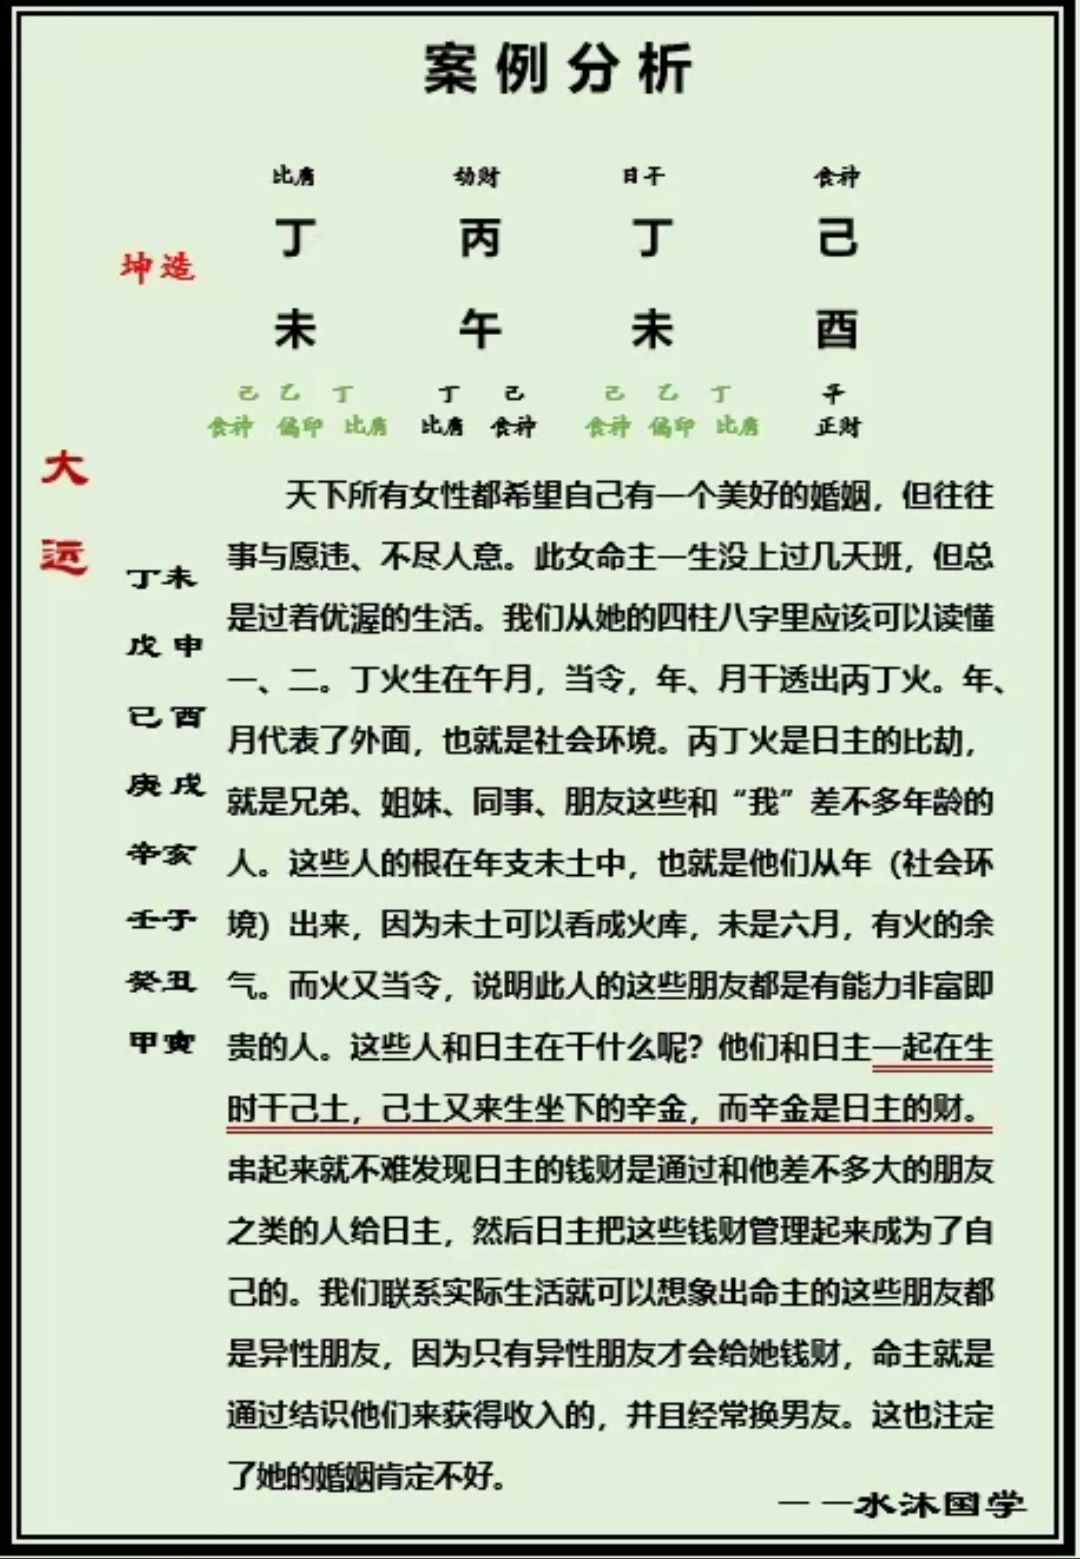 案例分析
比肩 劫财 日干 食神
坤造
丁 丙 丁 己
未 午 未 酉
己 乙 丁 丁 己 己 乙 丁 辛
食神 偏印 比肩 比肩 食神 食神 偏印 比肩 正财
大
运
丁未
戊申
己酉
庚戌
辛亥
壬子
癸丑
甲寅
天下所有女性都希望自己有一个美好的婚姻，但往往
事与愿违、不尽人意。此女命主一生没上过几天班，但总
是过着优渥的生活。我们从她的四柱八字里应该可以读懂
一、二。丁火生在午月，当令，年、月干透出丙丁火。年、
月代表了外面，也就是社会环境。丙丁火是日主的比劫，
就是兄弟、姐妹、同事、朋友这些和“我”差不多年龄的
人。这些人的根在年支未土中，也就是他们从年（社会环
境）出来，因为未土可以看成火库，未是六月，有火的余
气。而火又当令，说明此人的这些朋友都是有能力非富即
贵的人。这些人和日主在干什么呢？他们和日主一起在生
时干己土，己土又来生坐下的辛金，而辛金是日主的财。
串起来就不难发现日主的钱财是通过和他差不多大的朋友
之类的人给日主，然后日主把这些钱财管理起来成为了自
己的。我们联系实际生活就可以想象出命主的这些朋友都
是异性朋友，因为只有异性朋友才会给她钱财，命主就是
通过结识他们来获得收入的，并且经常换男友。这也注定
了她的婚姻肯定不好。
——水沐国学